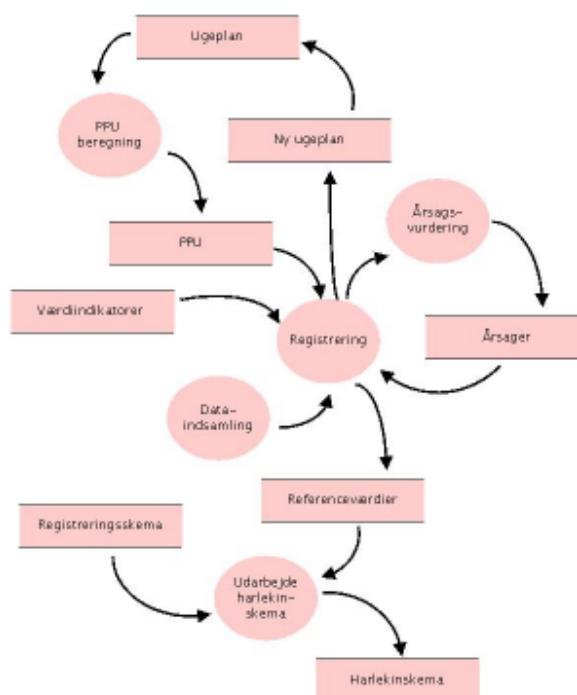 Ugeplan
PPU
beregning
Ny ugeplan
Årsags-
vurdering
PPU
Værdiindikatorer
Registrering
Årsager
Data-
indsamling
Referenceværdier
Registreringsskema
Udarbejde
harlekin-
skema
Harlekinskema